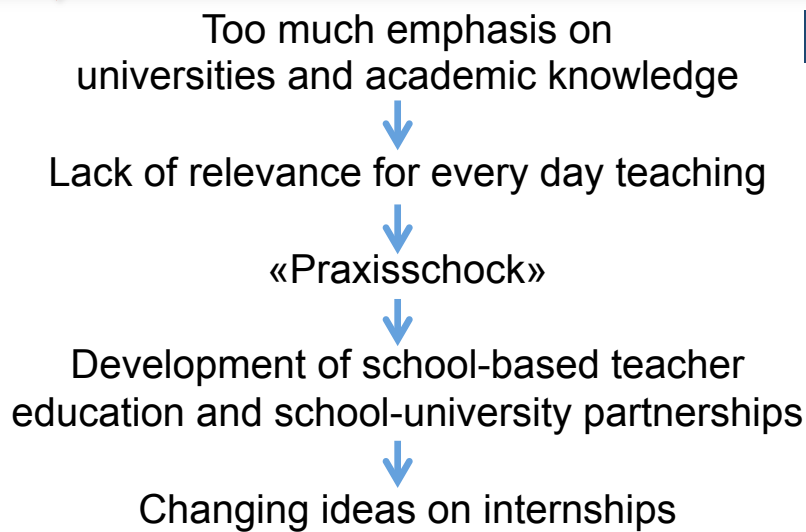 Too much emphasis on
universities and academic knowledge
Lack of relevance for every day teaching
«Praxisschock»
Development of school-based teacher
education and school-university partnerships
Changing ideas on internships